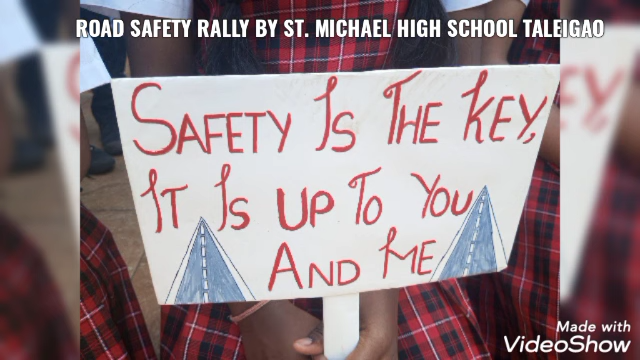 ROAD SAFETY RALLY BY ST. MICHAEL HIGH SCHOOL TALEIGAO
SAFETY IS THE KEY,
IT IS UP TO YOU
AND ME
Made with
VideoShow